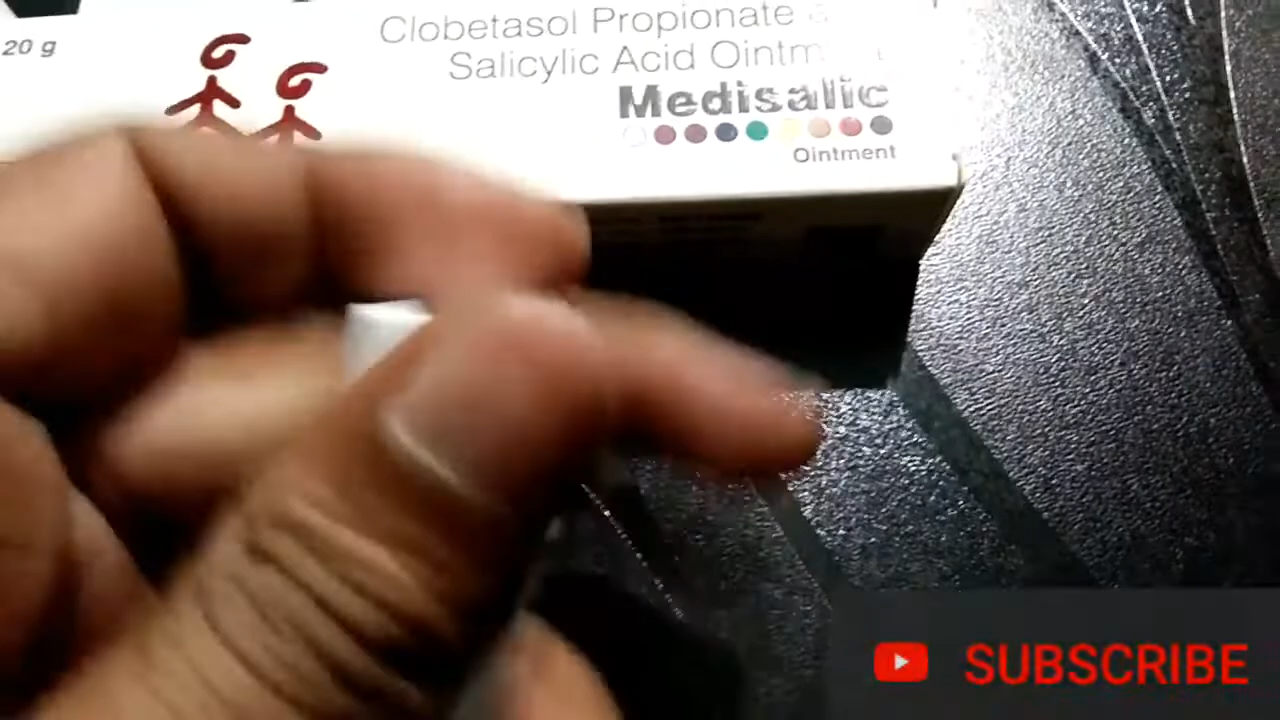 20 g
Clobetasol Propionate
Salicylic Acid
Medisalic
Ointment
SUBSCRIBE